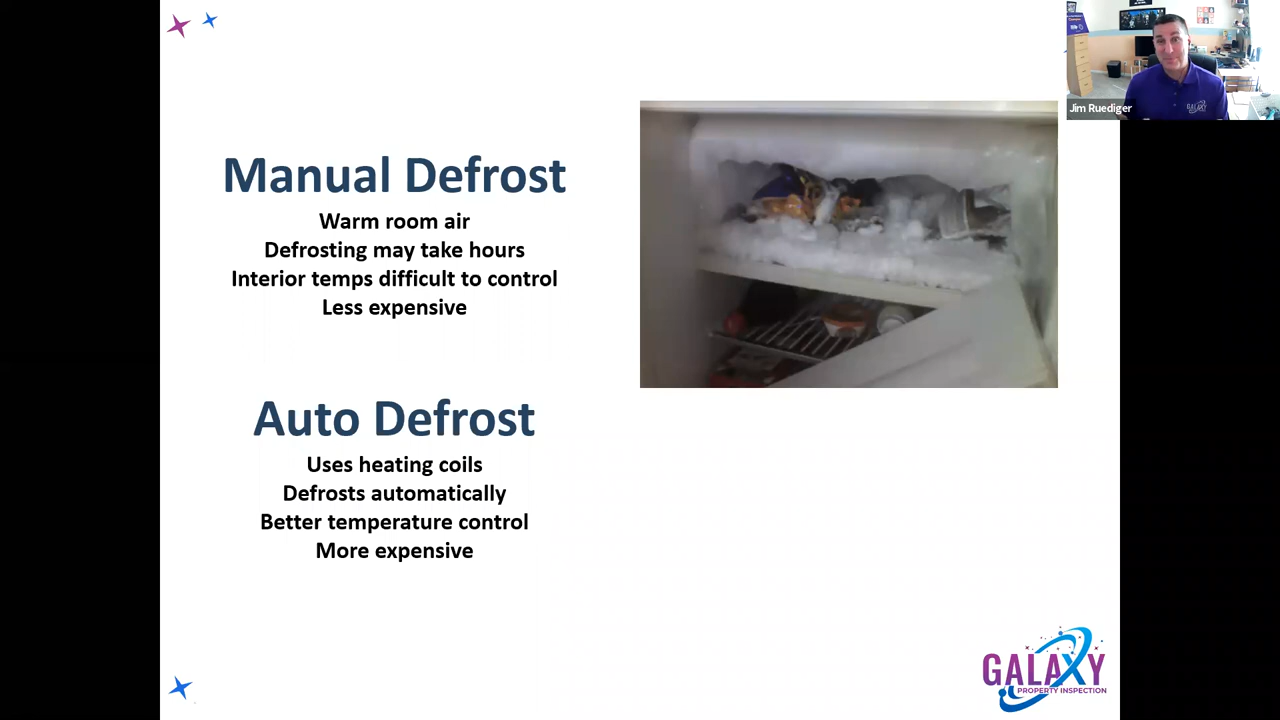 Manual Defrost
Warm room air
Defrosting may take hours
Interior temps difficult to control
Less expensive
Auto Defrost
Uses heating coils
Defrosts automatically
Better temperature control
More expensive
Jim Ruediger
GALAXY
GALAXY
PROPERTY INSPECTION